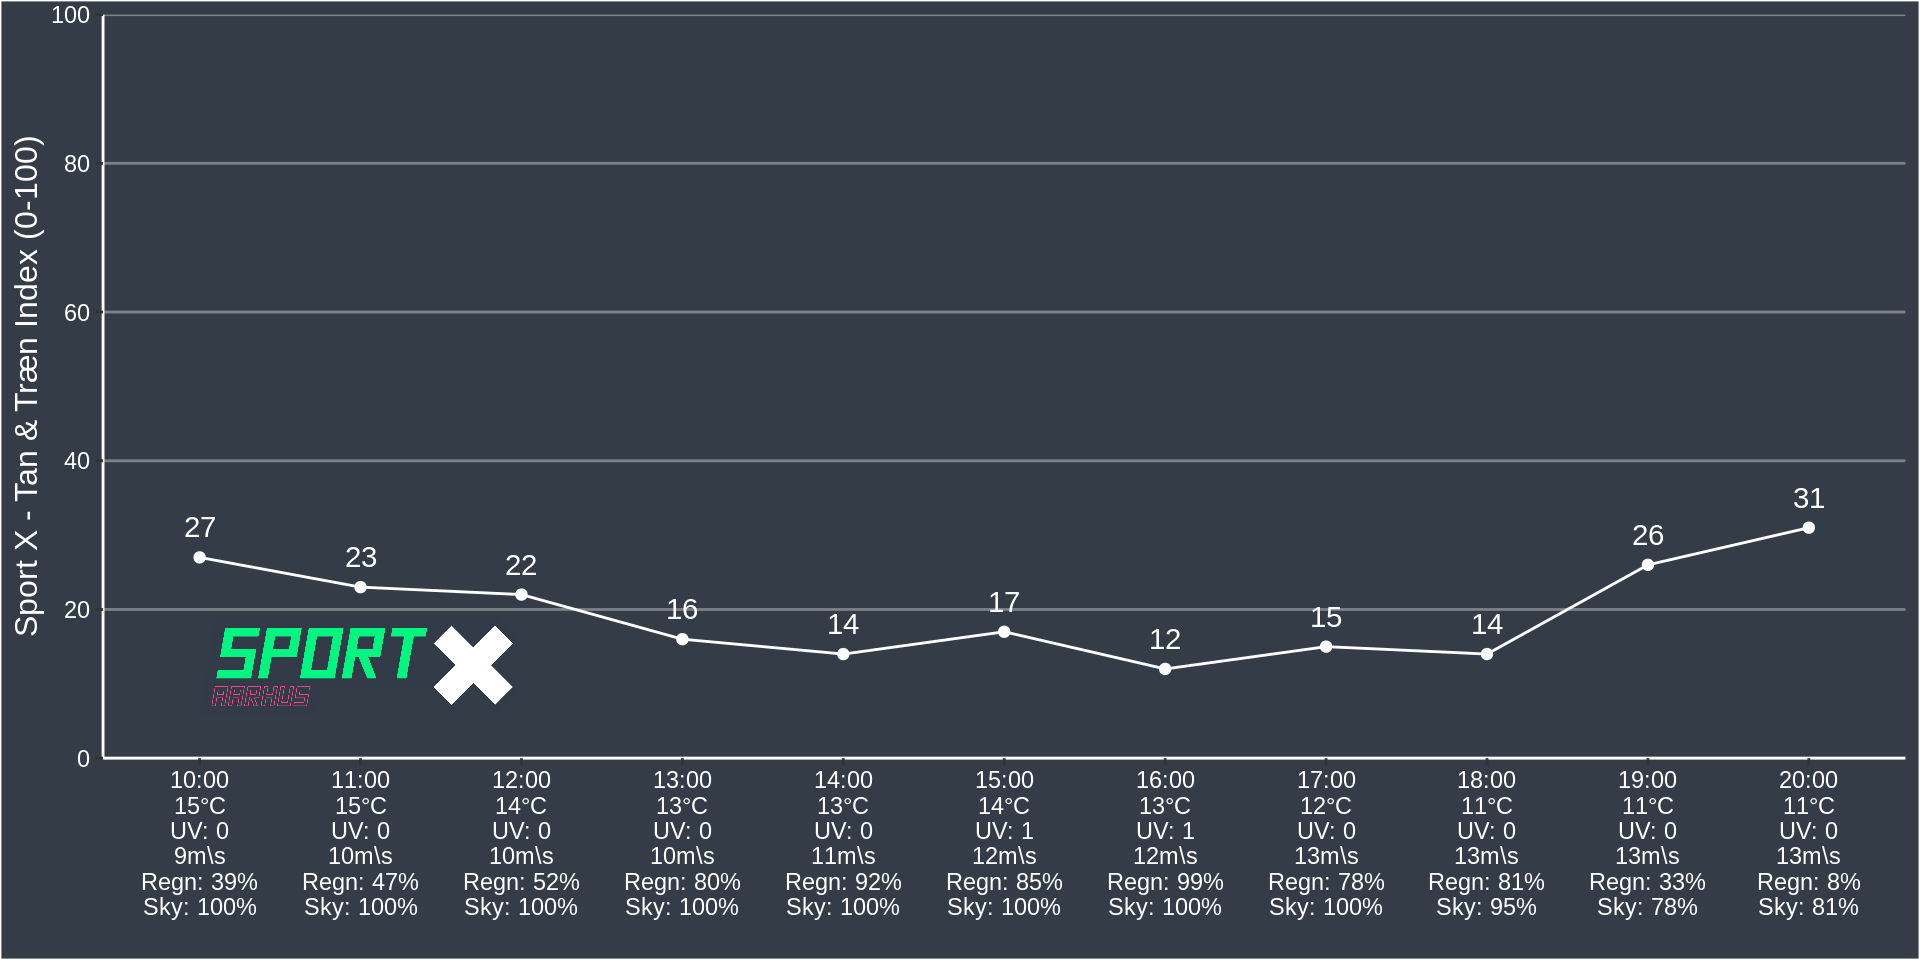 Sport X - Tan & Træn Index (0-100)
100
80
60
40
20
0
27
23
22
16
14
17
12
15
14
26
31
SPORT X
AARHUS
10:00 11:00 12:00 13:00 14:00 15:00 16:00 17:00 18:00 19:00 20:00
15°C 15°C 14°C 13°C 13°C 14°C 13°C 12°C 11°C 11°C 11°C
UV: 0 UV: 0 UV: 0 UV: 0 UV: 0 UV: 1 UV: 1 UV: 0 UV: 0 UV: 0 UV: 0
9m\s 10m\s 10m\s 10m\s 11m\s 12m\s 12m\s 13m\s 13m\s 13m\s 13m\s
Regn: 39% Regn: 47% Regn: 52% Regn: 80% Regn: 92% Regn: 85% Regn: 99% Regn: 78% Regn: 81% Regn: 33% Regn: 8%
Sky: 100% Sky: 100% Sky: 100% Sky: 100% Sky: 100% Sky: 100% Sky: 100% Sky: 100% Sky: 95% Sky: 78% Sky: 81%